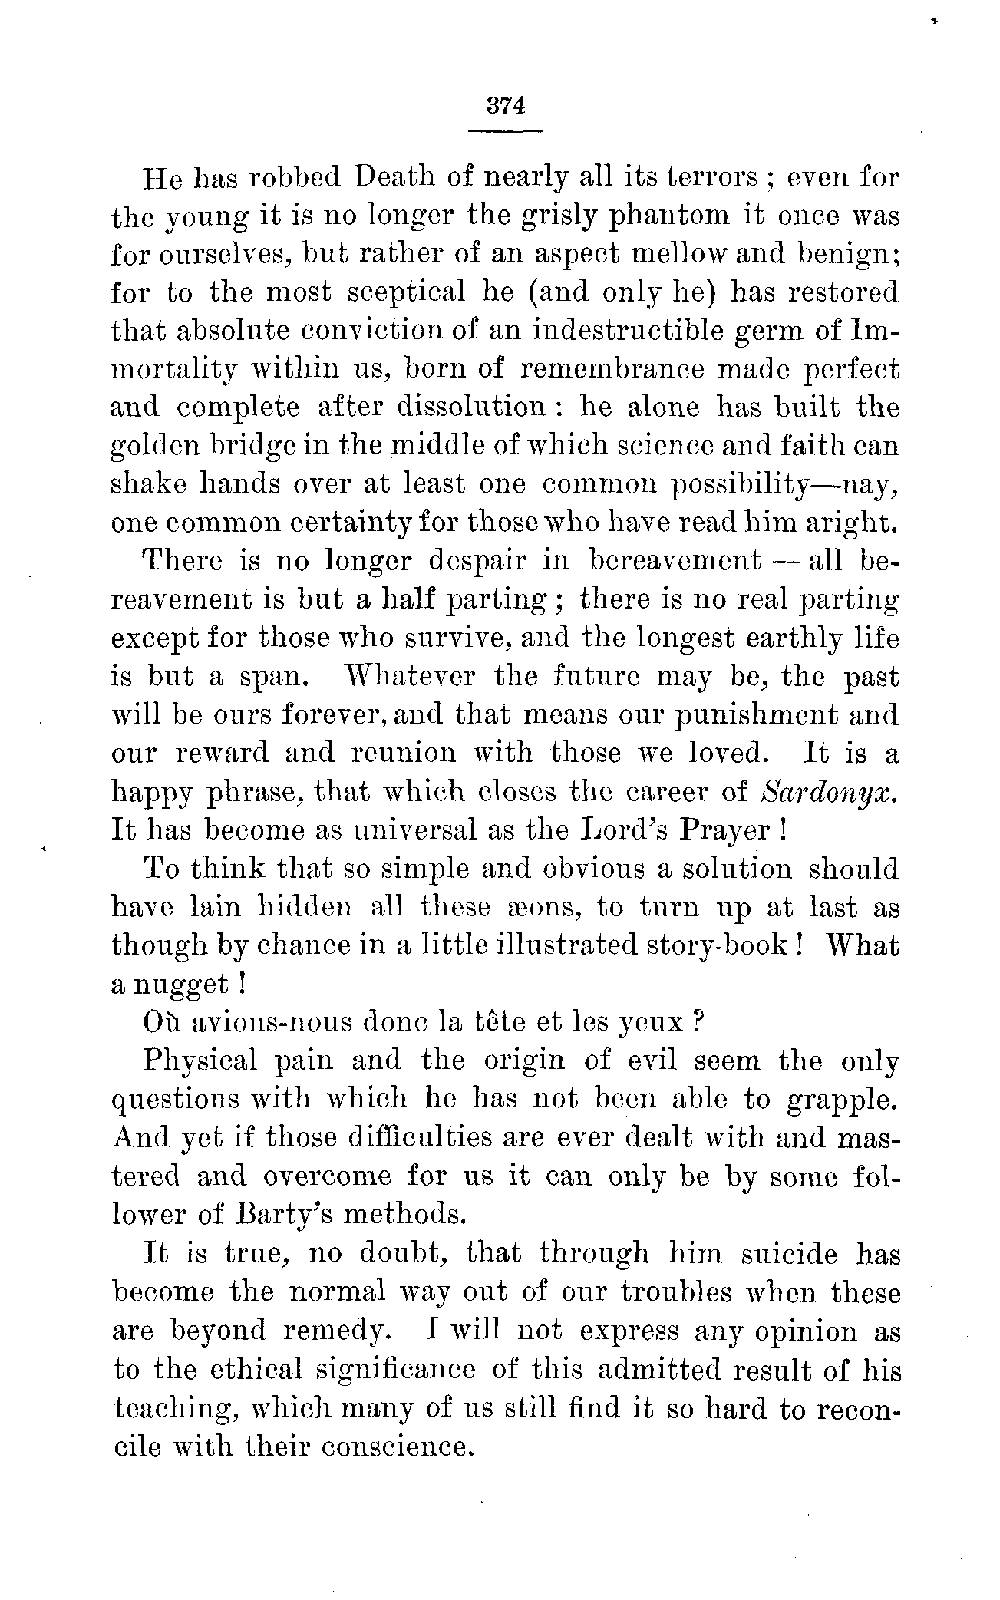 374
He has robbed Death of nearly all its terrors ; even for
the young it is no longer the grisly phantom it once was
for ourselves, but rather of an aspect mellow and benign;
for to the most sceptical he (and only he) has restored
that absolute conviction of an indestructible germ of Im-
mortality within us, born of remembrance made perfect
and complete after dissolution : he alone has built the
golden bridge in the middle of which science and faith can
shake hands over at least one common possibility—nay,
one common certainty for those who have read him aright.
There is no longer despair in bereavement — all be-
reavement is but a half parting ; there is no real parting
except for those who survive, and the longest earthly life
is but a span. Whatever the future may be, the past
will be ours forever, and that means our punishment and
our reward and reunion with those we loved. It is a
happy phrase, that which closes the career of Sardonyx.
It has become as universal as the Lord's Prayer !
To think that so simple and obvious a solution should
have lain hidden all these æons, to turn up at last as
though by chance in a little illustrated story-book ! What
a nugget !
Où avions-nous donc la tête et les yeux ?
Physical pain and the origin of evil seem the only
questions with which he has not been able to grapple.
And yet if those difficulties are ever dealt with and mas-
tered and overcome for us it can only be by some fol-
lower of Barty's methods.
It is true, no doubt, that through him suicide has
become the normal way out of our troubles when these
are beyond remedy. I will not express any opinion as
to the ethical significance of this admitted result of his
teaching, which many of us still find it so hard to recon-
cile with their conscience.